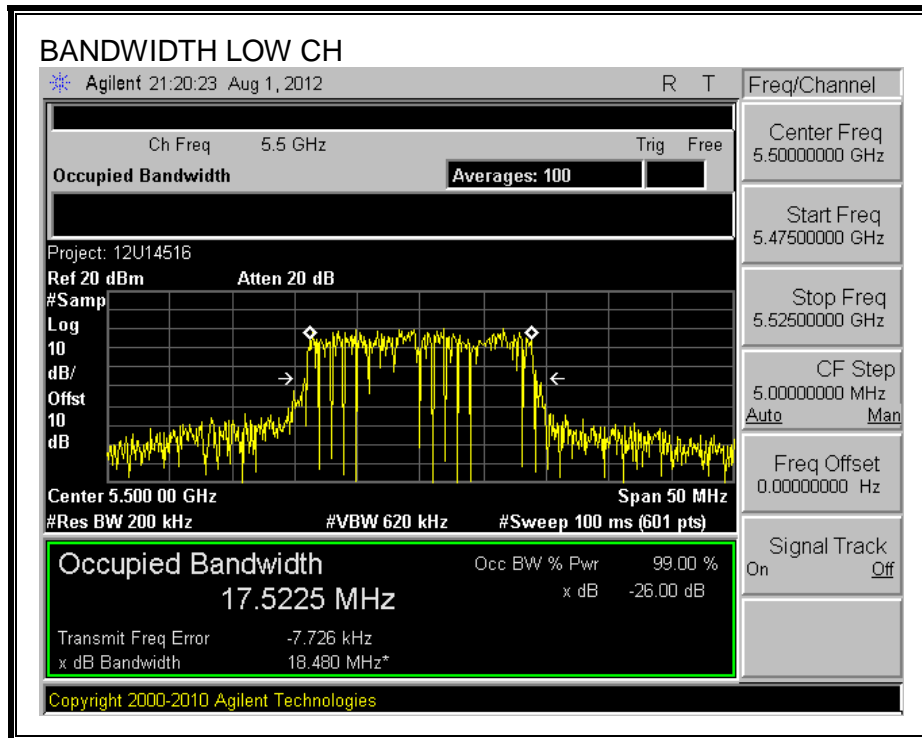 BANDWIDTH LOW CH
Agilent 21:20:23 Aug 1, 2012 R T
Freq/Channel
Ch Freq 5.5 GHz Trig Free
Occupied Bandwidth Averages: 100
Project: 12U14516
Ref 20 dBm Atten 20 dB
#Samp
Log
10
dB/
Offst
10
dB
Center 5.500 00 GHz Span 50 MHz
#Res BW 200 kHz #VBW 620 kHz #Sweep 100 ms (601 pts)
Occupied Bandwidth Occ BW % Pwr 99.00 %
17.5225 MHz x dB -26.00 dB
Transmit Freq Error -7.726 kHz
x dB Bandwidth 18.480 MHz*
Copyright 2000-2010 Agilent Technologies
Center Freq
5.50000000 GHz
Start Freq
5.47500000 GHz
Stop Freq
5.52500000 GHz
CF Step
5.00000000 MHz
Auto Man
Freq Offset
0.00000000 Hz
Signal Track
On Off